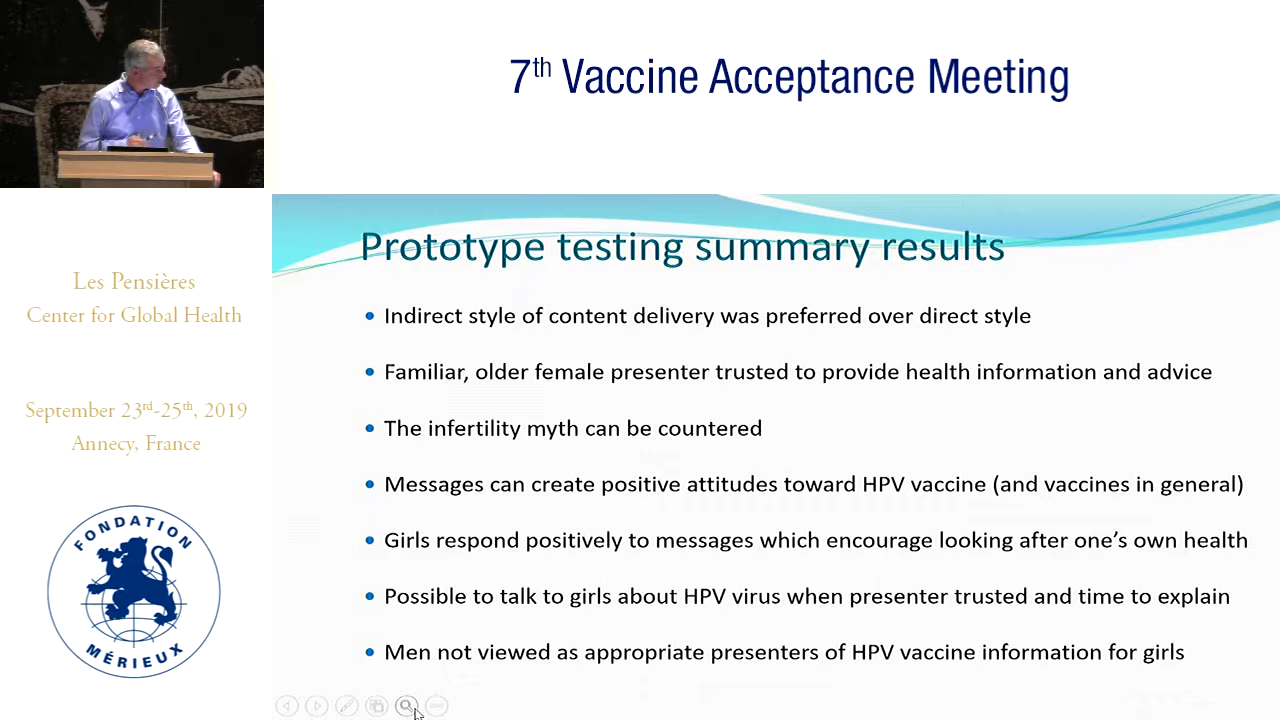 7th Vaccine Acceptance Meeting
Les Pensières
Center for Global Health
September 23rd-25th, 2019
Annecy, France
FONDATION
MÉRIEUX
Prototype testing summary results
• Indirect style of content delivery was preferred over direct style
• Familiar, older female presenter trusted to provide health information and advice
• The infertility myth can be countered
• Messages can create positive attitudes toward HPV vaccine (and vaccines in general)
• Girls respond positively to messages which encourage looking after one's own health
• Possible to talk to girls about HPV virus when presenter trusted and time to explain
• Men not viewed as appropriate presenters of HPV vaccine information for girls